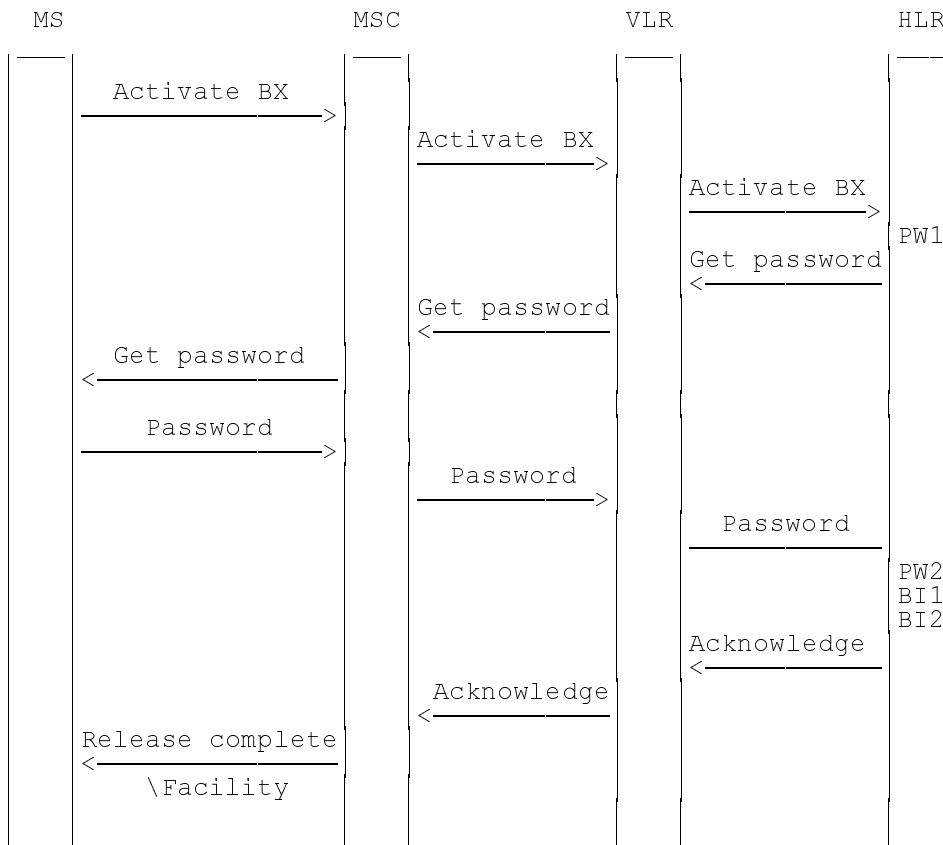 MS MSC VLR HLR
Activate BX
Activate BX
Activate BX
PW1
Get password
Get password
Get password
Password
Password
Password
PW2
BI1
BI2
Acknowledge
Acknowledge
Release complete
\Facility